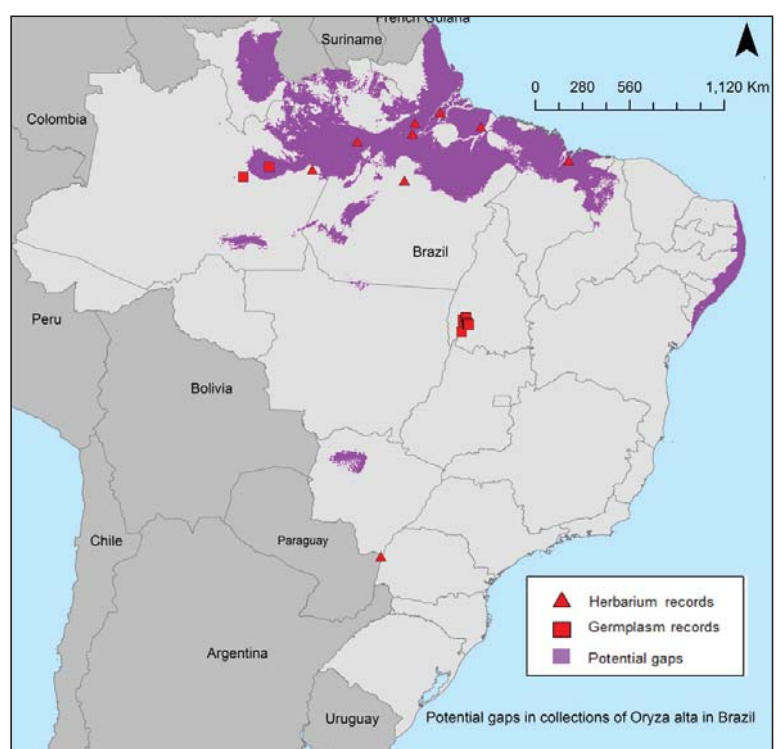 French Guiana
Suriname
0 280 560 1,120 Km
Colombia
Brazil
Peru
Bolivia
Paraguay
Chile
Argentina
Uruguay
Herbarium records
Germplasm records
Potential gaps
Potential gaps in collections of Oryza alta in Brazil